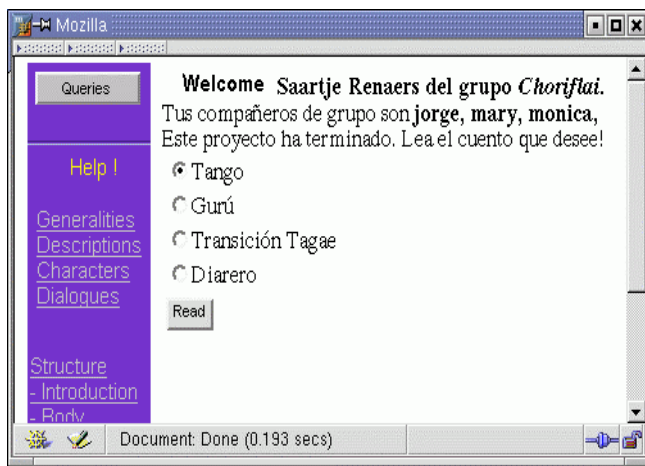 Mozilla
Queries
Help !
Generalities
Descriptions
Characters
Dialogues
Structure
- Introduction
- Body
Welcome Saartje Renaers del grupo Choriflai.
Tus compañeros de grupo son jorge, mary, monica,
Este proyecto ha terminado. Lea el cuento que desee!
Tango
Gurú
Transición Tagae
Diarero
Read
Document: Done (0.193 secs)